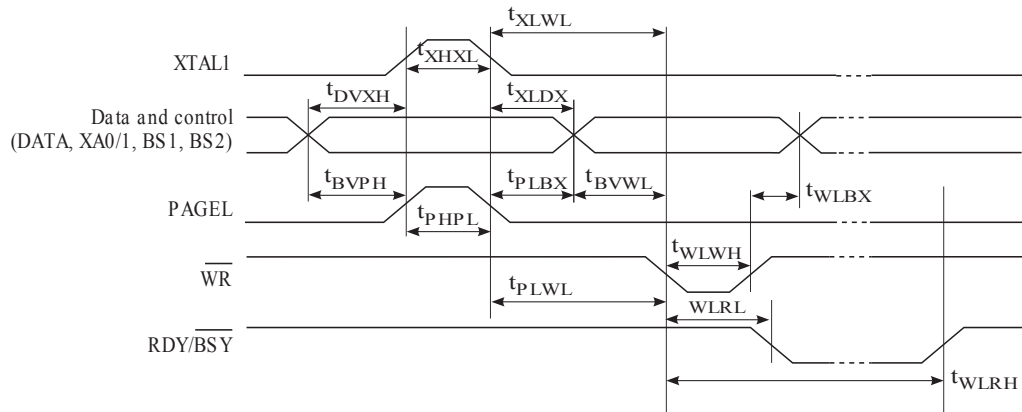 tXLWL
XTAL1
tXHXL
tDVXH
tXLDX
Data and control
(DATA, XA0/1, BS1, BS2)
tBVPH
tPLBX
tBVWL
tWLBX
PAGEL
tPHPL
tWLWH
WR
tPLWL
WLRL
RDY/BSY
tWLRH